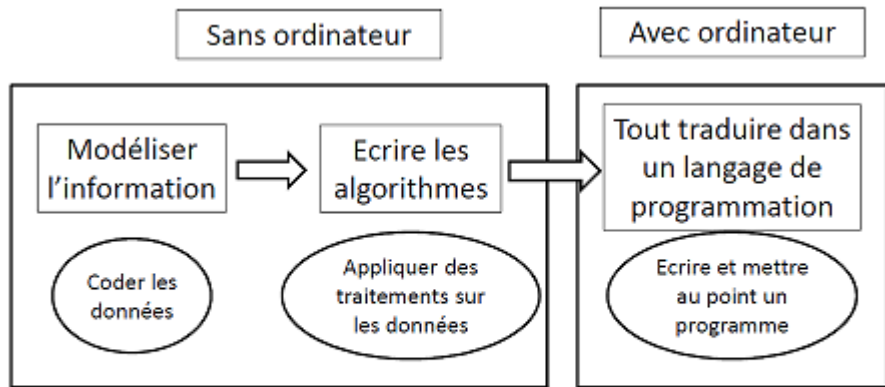 Sans ordinateur
Avec ordinateur
Modéliser
l'information
Ecrire les
algorithmes
Tout traduire dans
un langage de
programmation
Coder les
données
Appliquer des
traitements sur
les données
Ecrire et mettre
au point un
programme